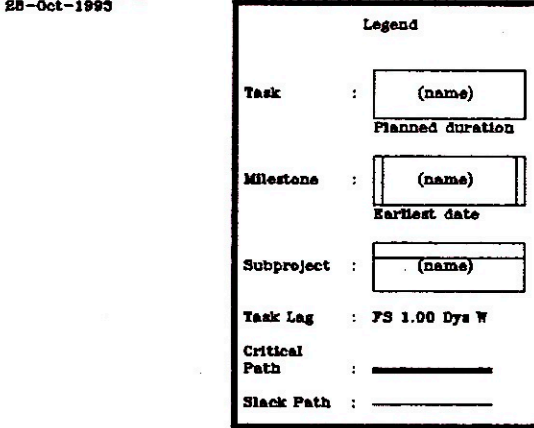 28-Oct-1993
Legend
Task : (name)
Planned duration
Milestone : (name)
Earliest date
Subproject : (name)
Task Lag : FS 1.00 Dys W
Critical
Path :
Slack Path :